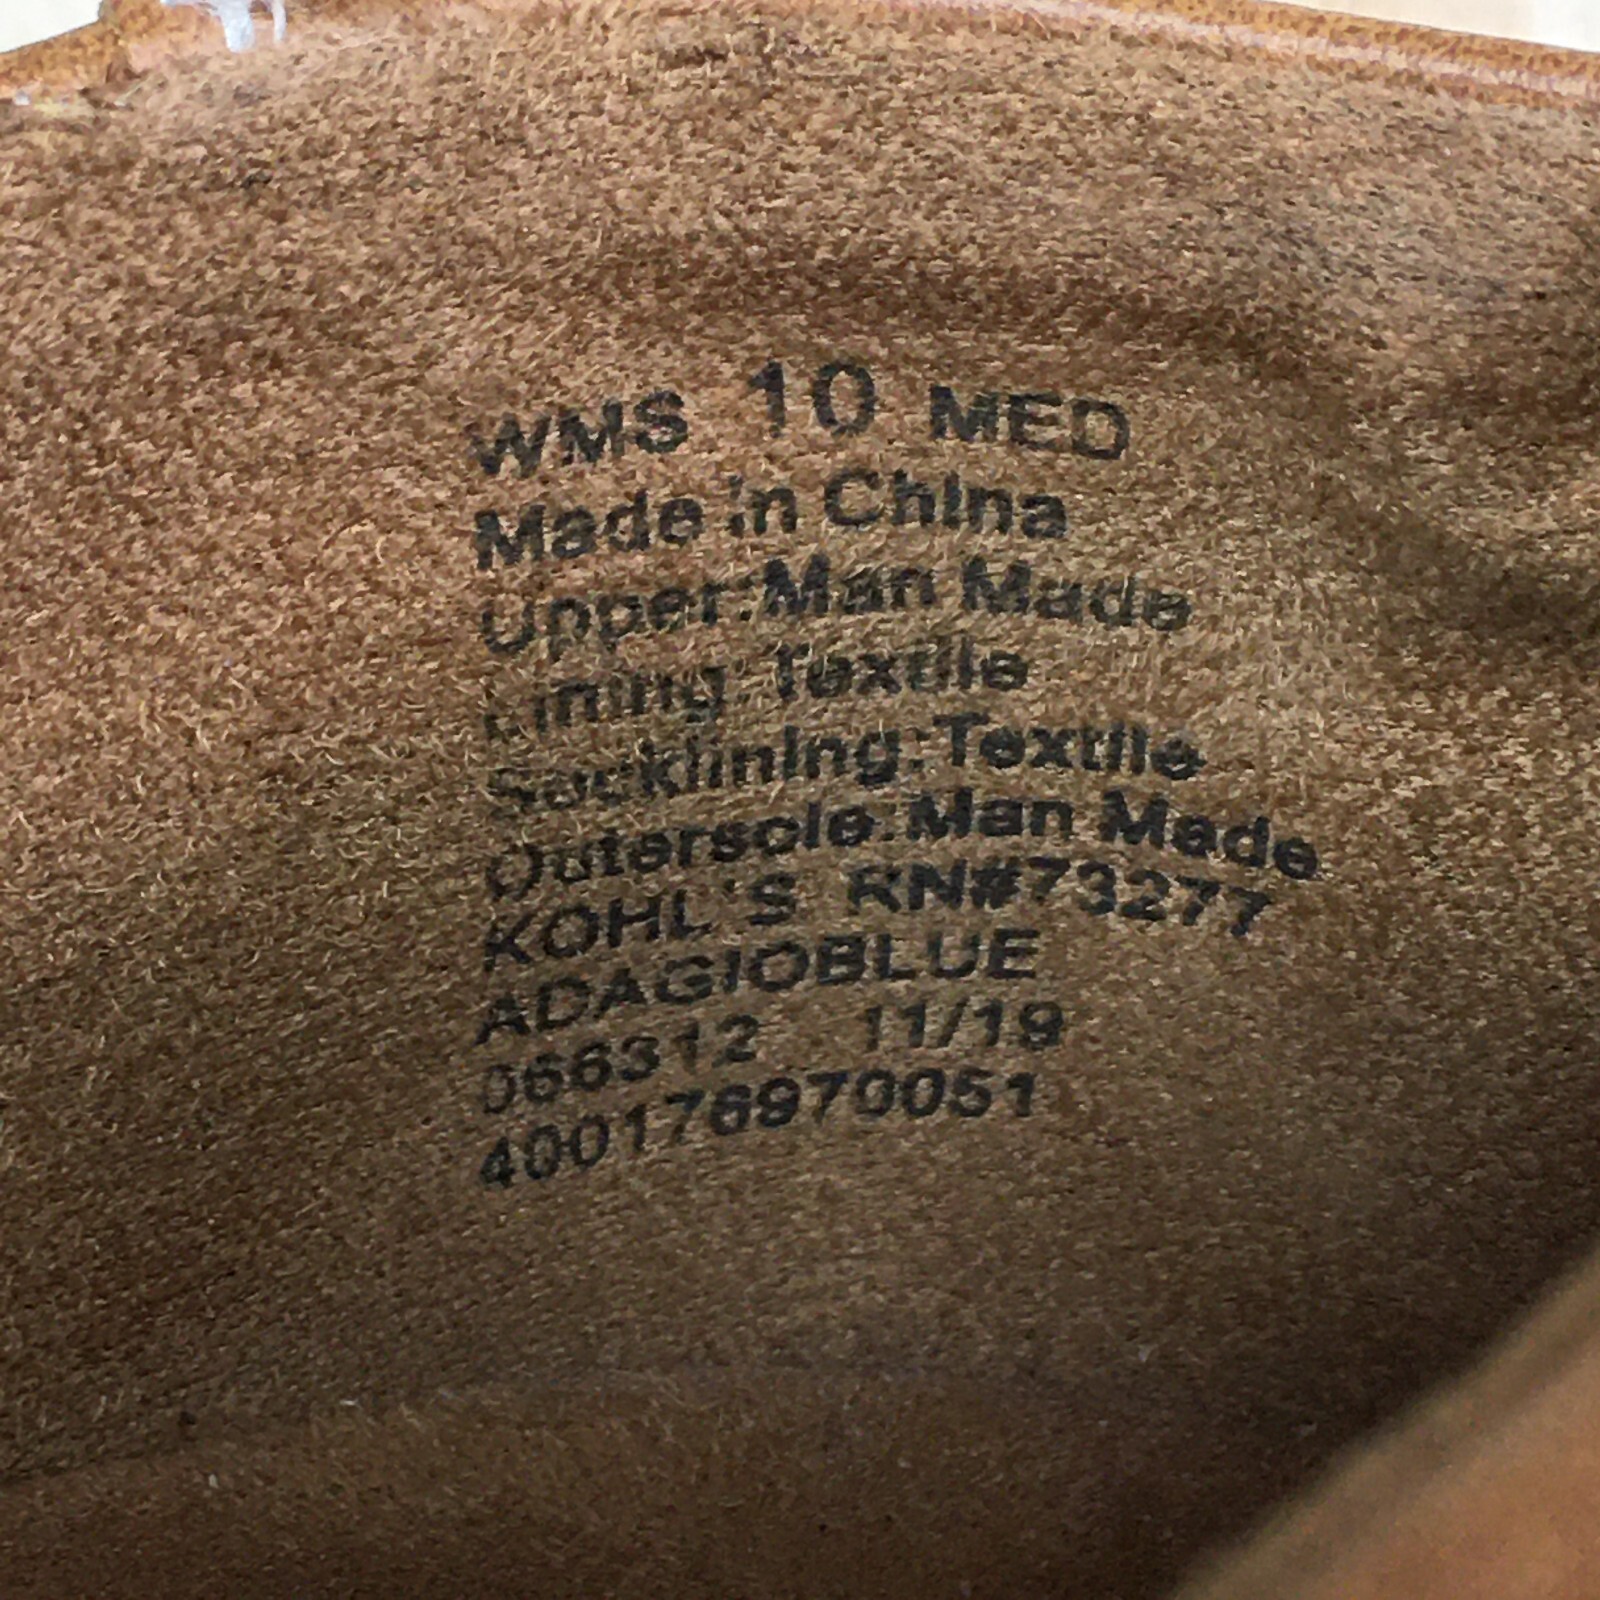 WMS 10 MED
Made in China
Upper:Man Made
Lining:Textile
Socklining:Textile
Outersole:Man Made
KOHL'S RN#73277
ADAGIOBLUE
066312 11/19
400176970051